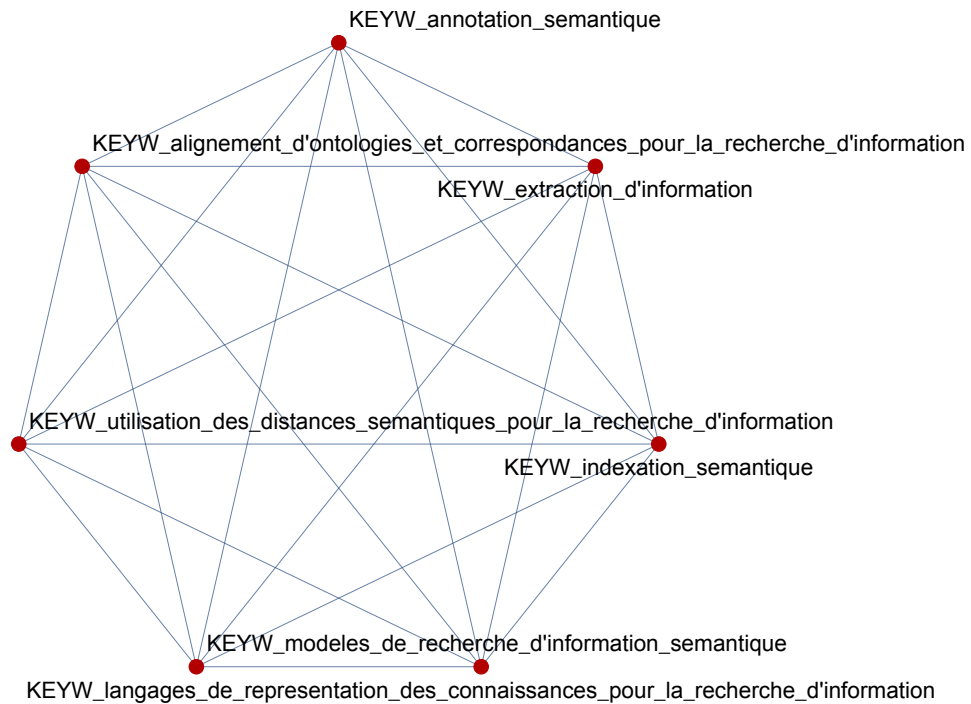 KEYW_annotation_semantique
KEYW_alignement_d'ontologies_et_correspondances_pour_la_recherche_d'information
KEYW_extraction_d'information
KEYW_utilisation_des_distances_semantiques_pour_la_recherche_d'information
KEYW_indexation_semantique
KEYW_modeles_de_recherche_d'information_semantique
KEYW_langages_de_representation_des_connaissances_pour_la_recherche_d'information